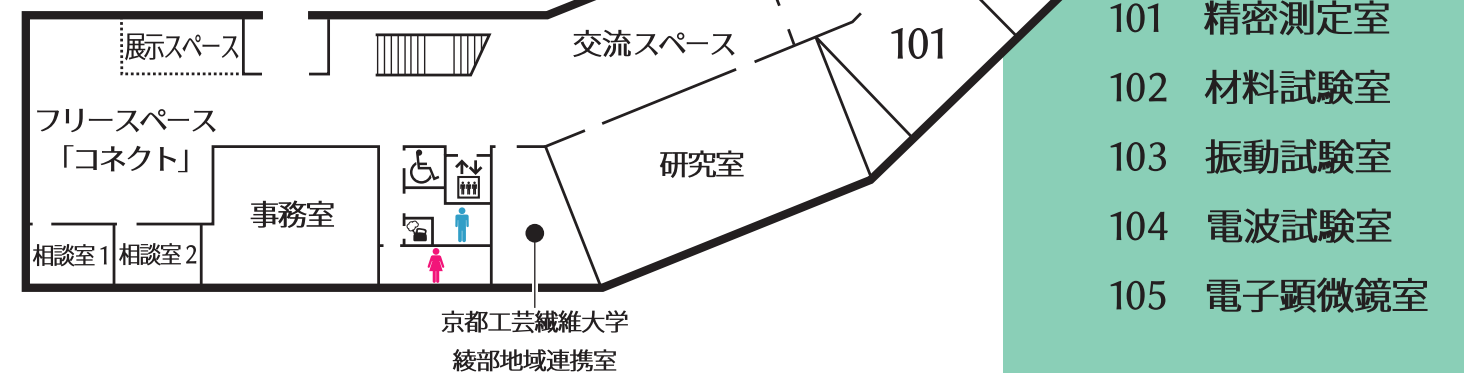 展示スペース
交流スペース
101
フリースペース
「コネクト」
研究室
事務室
相談室1
相談室2
京都工芸繊維大学
綾部地域連携室
101 精密測定室
102 材料試験室
103 振動試験室
104 電波試験室
105 電子顕微鏡室